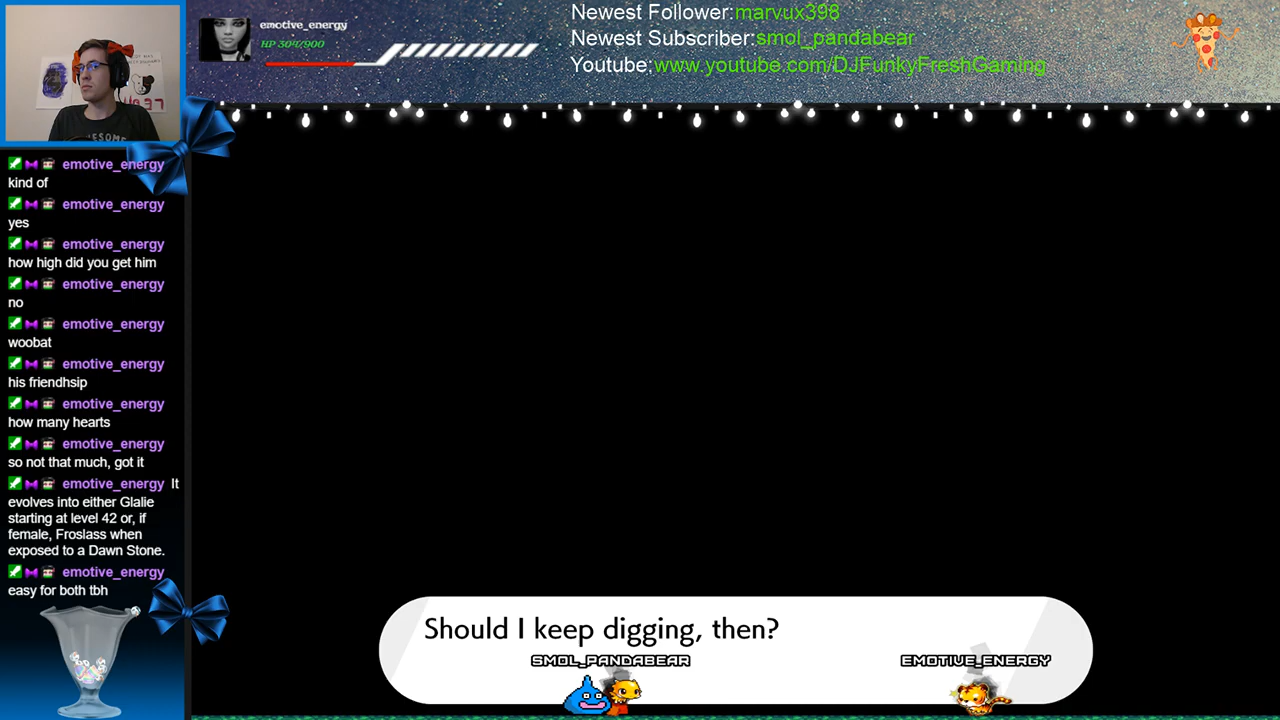 emotive_energy
HP 304/900
Newest Follower:marvux398
Newest Subscriber:smol_pandabear
Youtube;www.youtube.com/DJFunkyFreshGaming
ESOME
emotive_energy
kind of
emotive_energy
yes
emotive_energy
how high did you get him
emotive_energy
no
emotive_energy
woobat
emotive_energy
his friendhsip
emotive_energy
how many hearts
emotive_energy
so not that much, got it
emotive_energy It
evolves into either Glalie
starting at level 42 or, if
female, Froslass when
exposed to a Dawn Stone.
emotive_energy
easy for both tbh
Should I keep digging, then?
SMOL_PANDABEAR
EMOTIVE_ENERGY